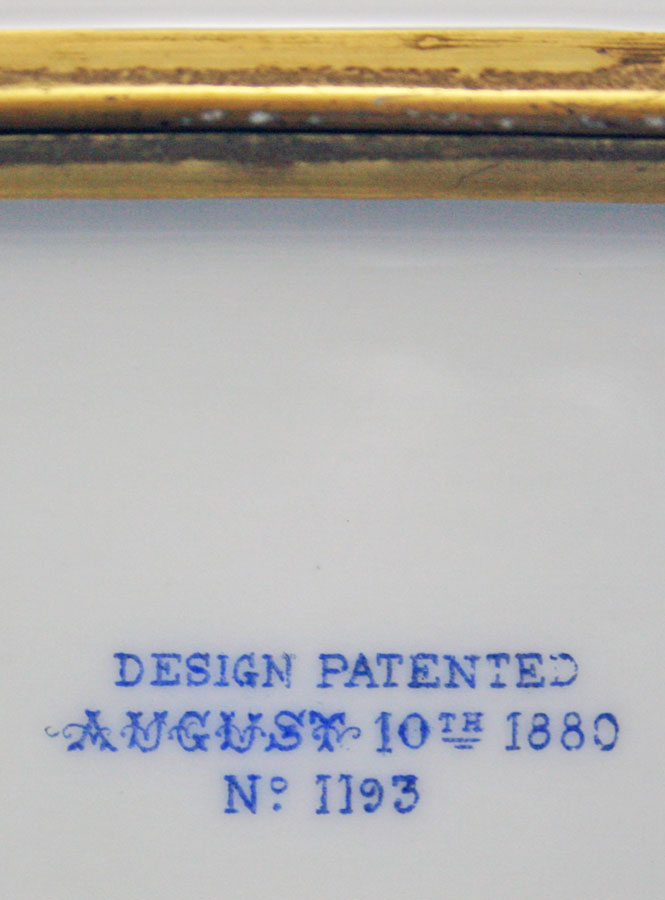 DESIGN PATENTED
AUGUST 10TH 1880
Nº 1193